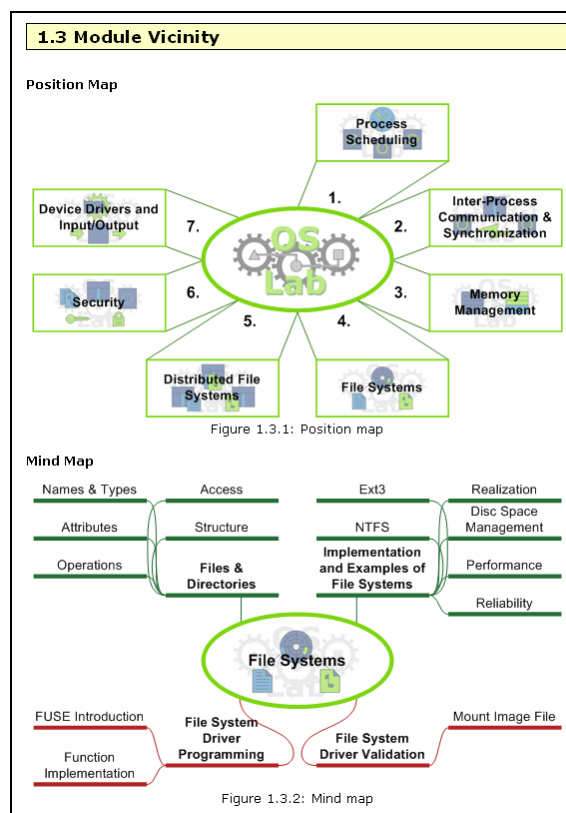 1.3 Module Vicinity
Position Map
Process
Scheduling
1.
Device Drivers and
Input/Output
7.
2.
Inter-Process
Communication &
Synchronization
OS
Lab
Security
6.
3.
Memory
Management
5.
4.
Distributed File
Systems
File Systems
Figure 1.3.1: Position map
Mind Map
Names & Types
Access
Ext3
Realization
Attributes
Structure
NTFS
Disc Space
Management
Operations
Files &
Directories
Implementation
and Examples of
File Systems
Performance
Reliability
File Systems
FUSE Introduction
File System
Driver
Programming
File System
Driver Validation
Mount Image File
Function
Implementation
Figure 1.3.2: Mind map